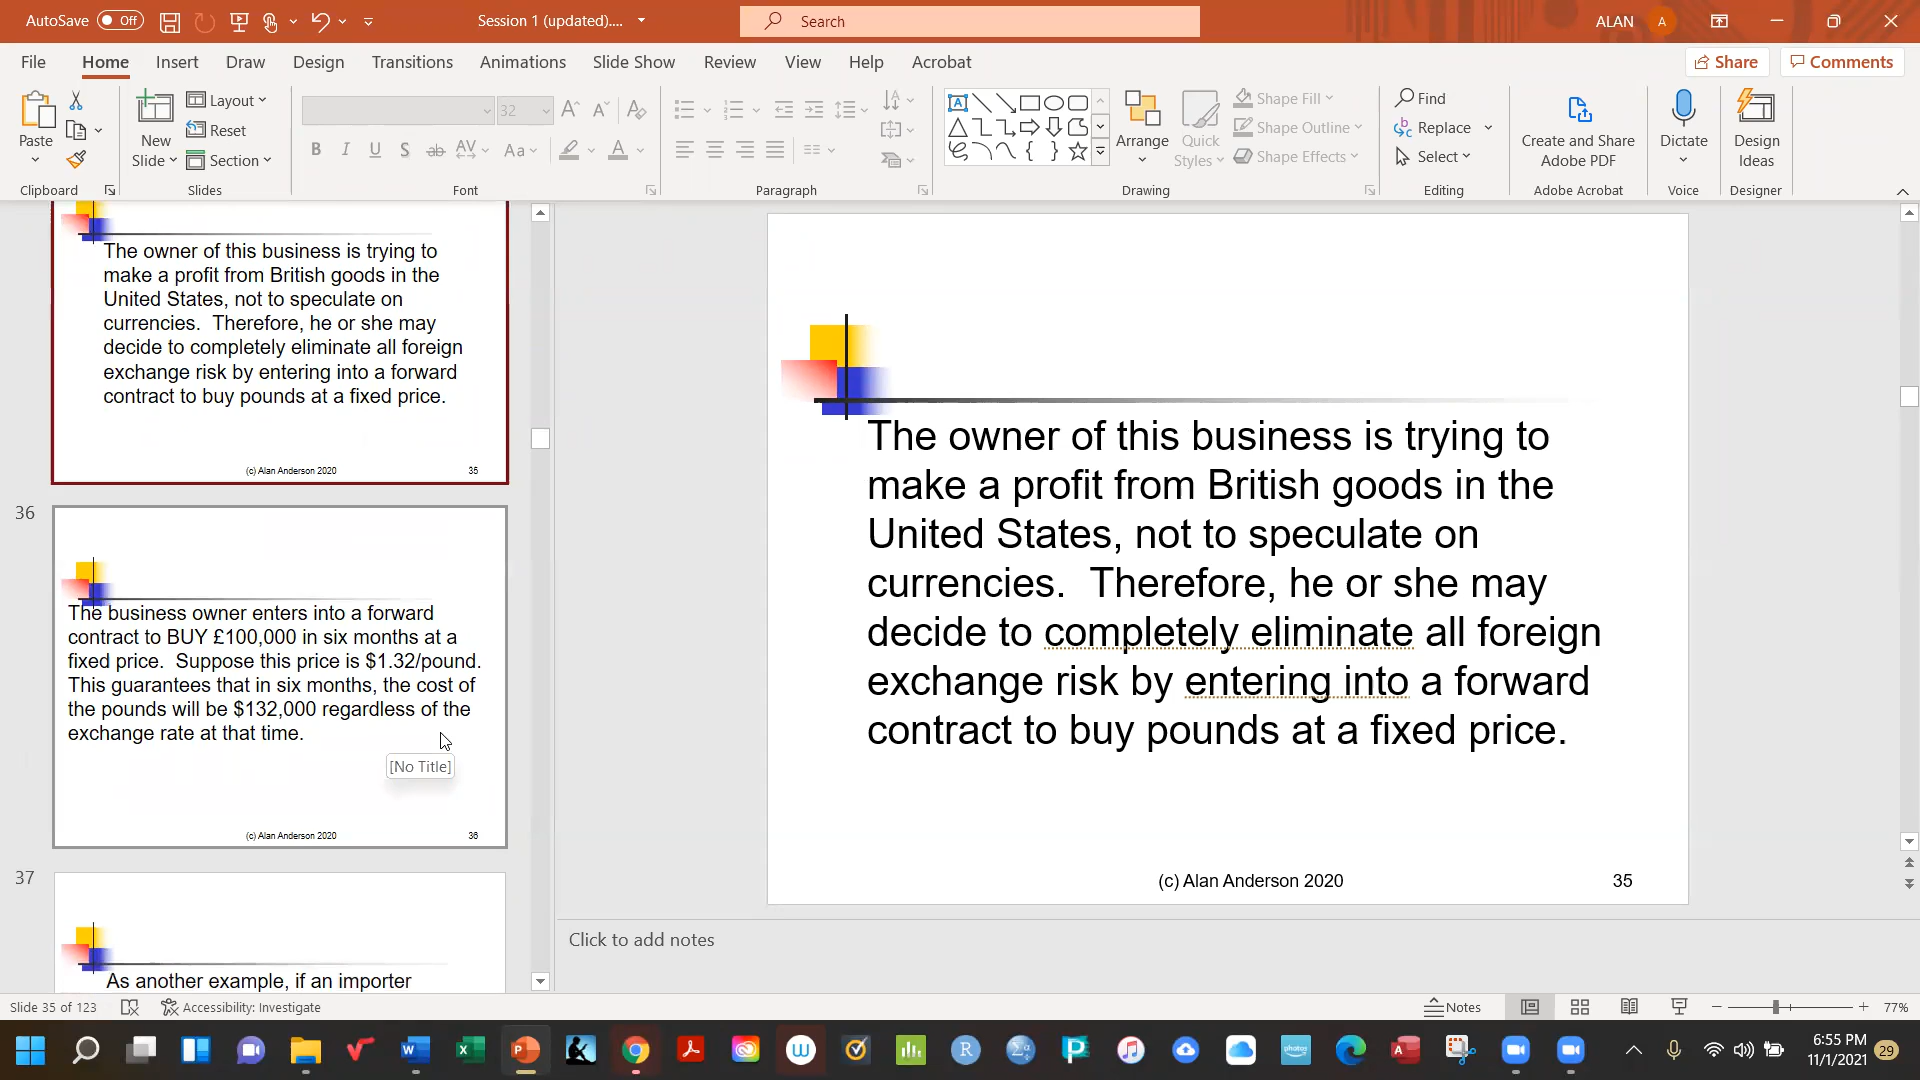 AutoSave Off Session 1 (updated).... Search ALAN A
File Home Insert Draw Design Transitions Animations Slide Show Review View Help Acrobat Share Comments
Paste New Slide Layout Reset Section 32 B I U S ab AV Aa A
Arrange Quick Styles Shape Fill Shape Outline Shape Effects Find Replace Select Create and Share Adobe PDF Dictate Design Ideas
Clipboard Slides Font Paragraph Drawing Editing Adobe Acrobat Voice Designer
The owner of this business is trying to
make a profit from British goods in the
United States, not to speculate on
currencies. Therefore, he or she may
decide to completely eliminate all foreign
exchange risk by entering into a forward
contract to buy pounds at a fixed price.
(c) Alan Anderson 2020 35
36
The business owner enters into a forward
contract to BUY £100,000 in six months at a
fixed price. Suppose this price is $1.32/pound.
This guarantees that in six months, the cost of
the pounds will be $132,000 regardless of the
exchange rate at that time.
[No Title]
(c) Alan Anderson 2020 36
37
As another example, if an importer
The owner of this business is trying to
make a profit from British goods in the
United States, not to speculate on
currencies. Therefore, he or she may
decide to completely eliminate all foreign
exchange risk by entering into a forward
contract to buy pounds at a fixed price.
(c) Alan Anderson 2020 35
Click to add notes
Slide 35 of 123 Accessibility: Investigate Notes 77%
6:55 PM
11/1/2021 29